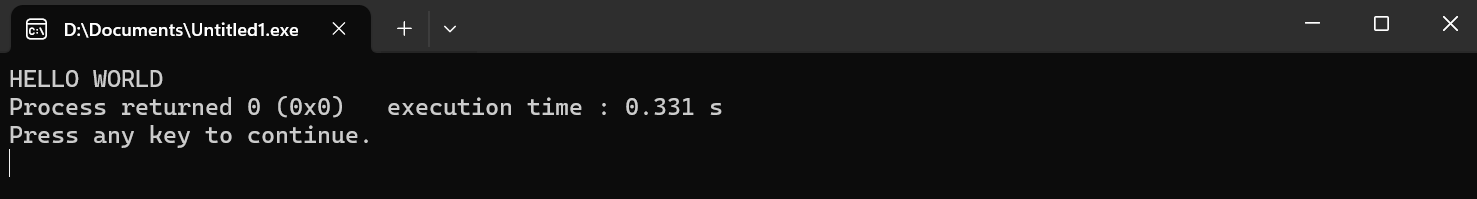 D:\Documents\Untitled1.exe
HELLO WORLD
Process returned 0 (0x0)   execution time : 0.331 s
Press any key to continue.